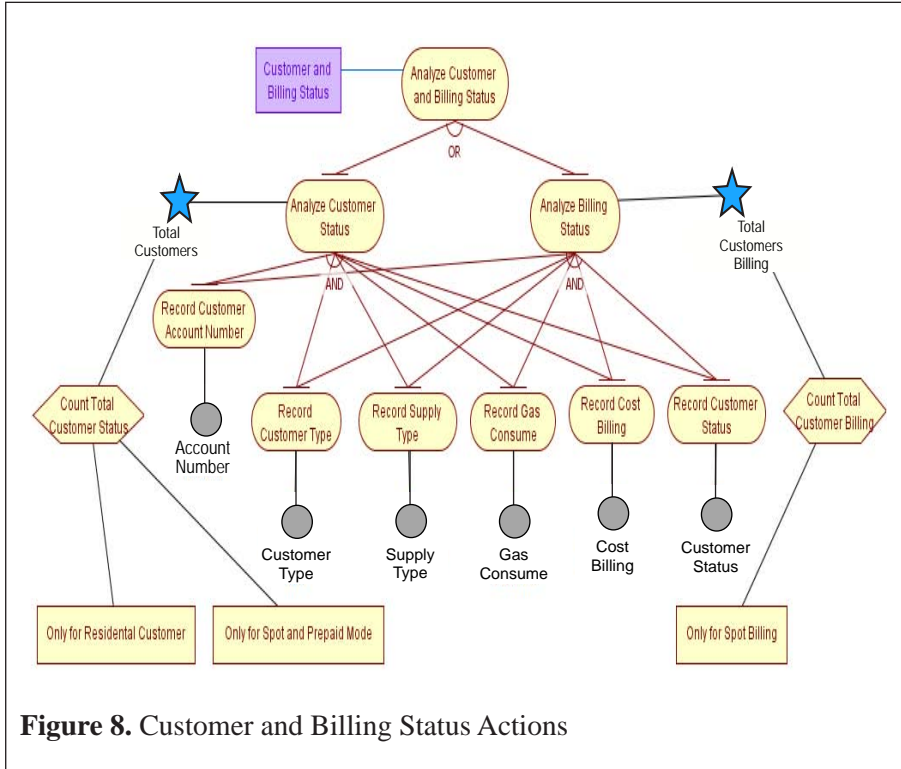 Customer and
Billing Status
Analyze Customer
and Billing Status
OR
Analyze Customer
Status
Analyze Billing
Status
Total
Customers
Total
Customers
Billing
AND
AND
Record Customer
Account Number
Count Total
Customer Status
Account
Number
Record
Customer Type
Record Supply
Type
Record Gas
Consume
Record Cost
Billing
Record Customer
Status
Count Total
Customer Billing
Customer
Type
Supply
Type
Gas
Consume
Cost
Billing
Customer
Status
Only for Residental Customer
Only for Spot and Prepaid Mode
Only for Spot Billing
Figure 8. Customer and Billing Status Actions